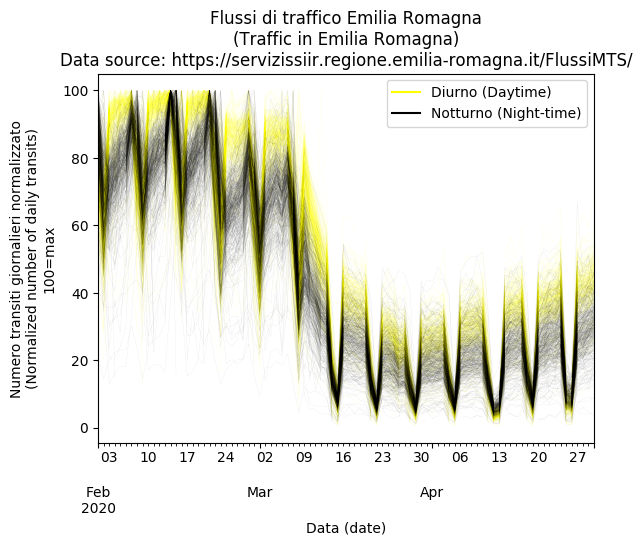 Flussi di traffico Emilia Romagna
(Traffic in Emilia Romagna)
Data source: https://servizissiir.regione.emilia-romagna.it/FlussiMTS/
Diurno (Daytime)
Notturno (Night-time)
Numero transiti giornalieri normalizzato
(Normalized number of daily transits)
100=max
100
80
60
40
20
0
03 10 17 24 02 09 16 23 30 06 13 20 27
Feb Mar Apr
2020
Data (date)